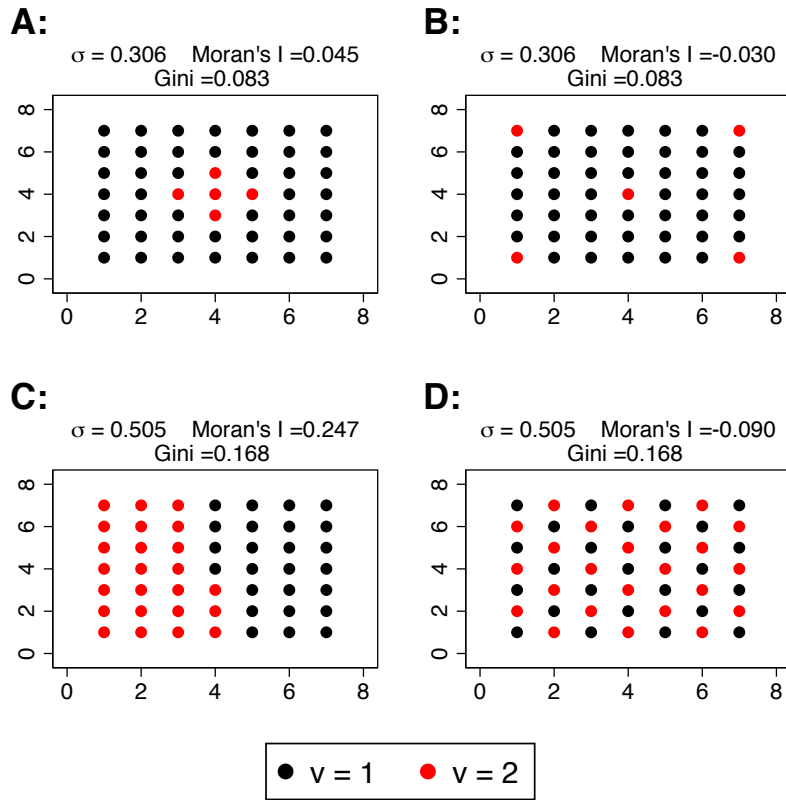 A:
σ = 0.306 Moran's I =0.045
Gini =0.083
8
6
4
2
0
0 2 4 6 8
B:
σ = 0.306 Moran's I =-0.030
Gini =0.083
8
6
4
2
0
0 2 4 6 8
C:
σ = 0.505 Moran's I =0.247
Gini =0.168
8
6
4
2
0
0 2 4 6 8
D:
σ = 0.505 Moran's I =-0.090
Gini =0.168
8
6
4
2
0
0 2 4 6 8
v = 1 v = 2